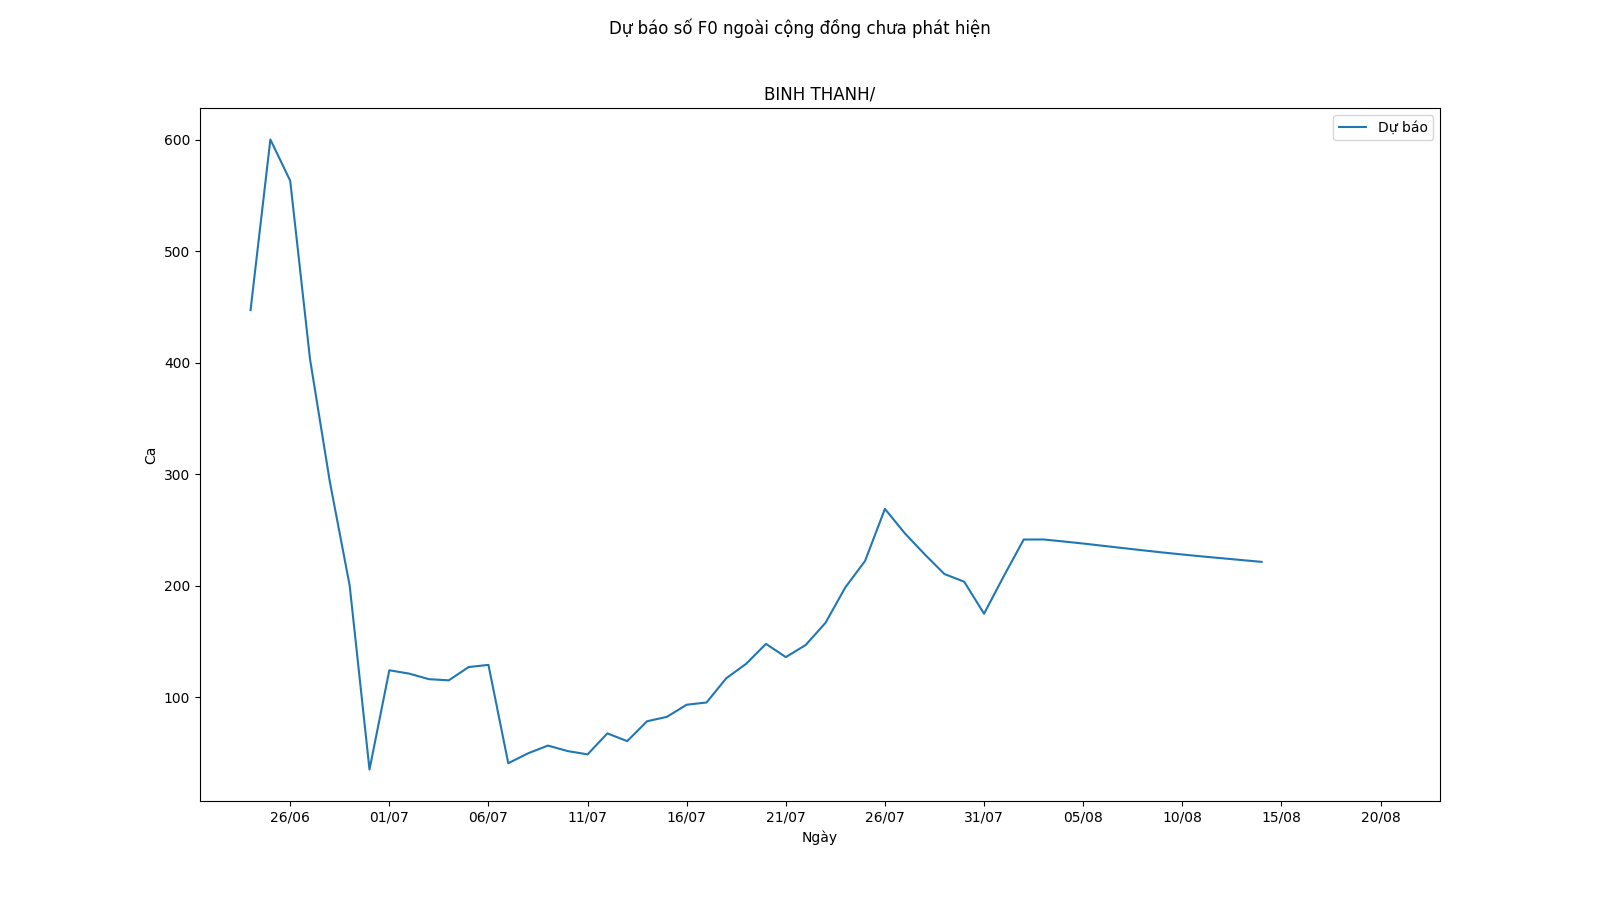 Dự báo số F0 ngoài cộng đồng chưa phát hiện
BINH THANH/
Dự báo
600
500
400
300
200
100
Ca
26/06 01/07 06/07 11/07 16/07 21/07 26/07 31/07 05/08 10/08 15/08 20/08
Ngày